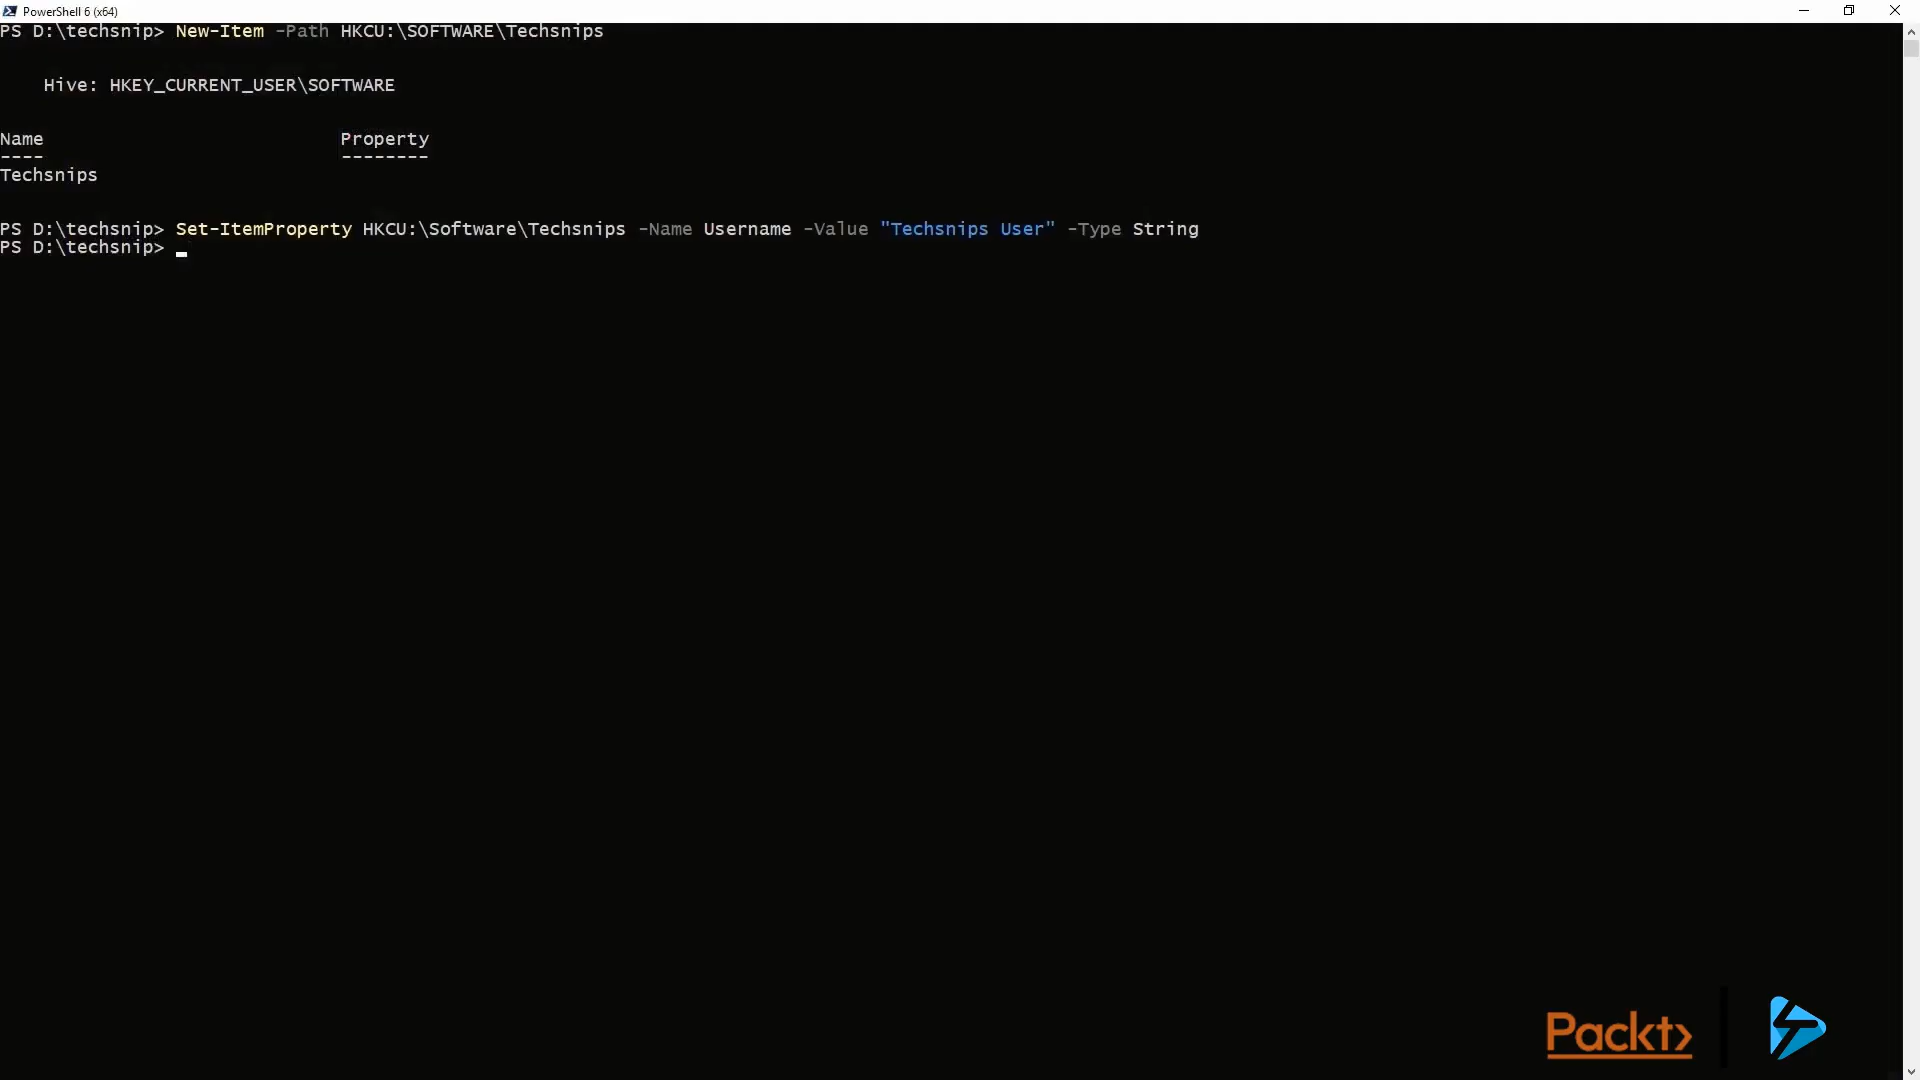 PowerShell 6 (x64)
PS D:\techsnip> New-Item -Path HKCU:\SOFTWARE\Techsnips
Hive: HKEY_CURRENT_USER\SOFTWARE
Name Property
---- --------
Techsnips
PS D:\techsnip> Set-ItemProperty HKCU:\Software\Techsnips -Name Username -Value "Techsnips User" -Type String
PS D:\techsnip>
Packt>